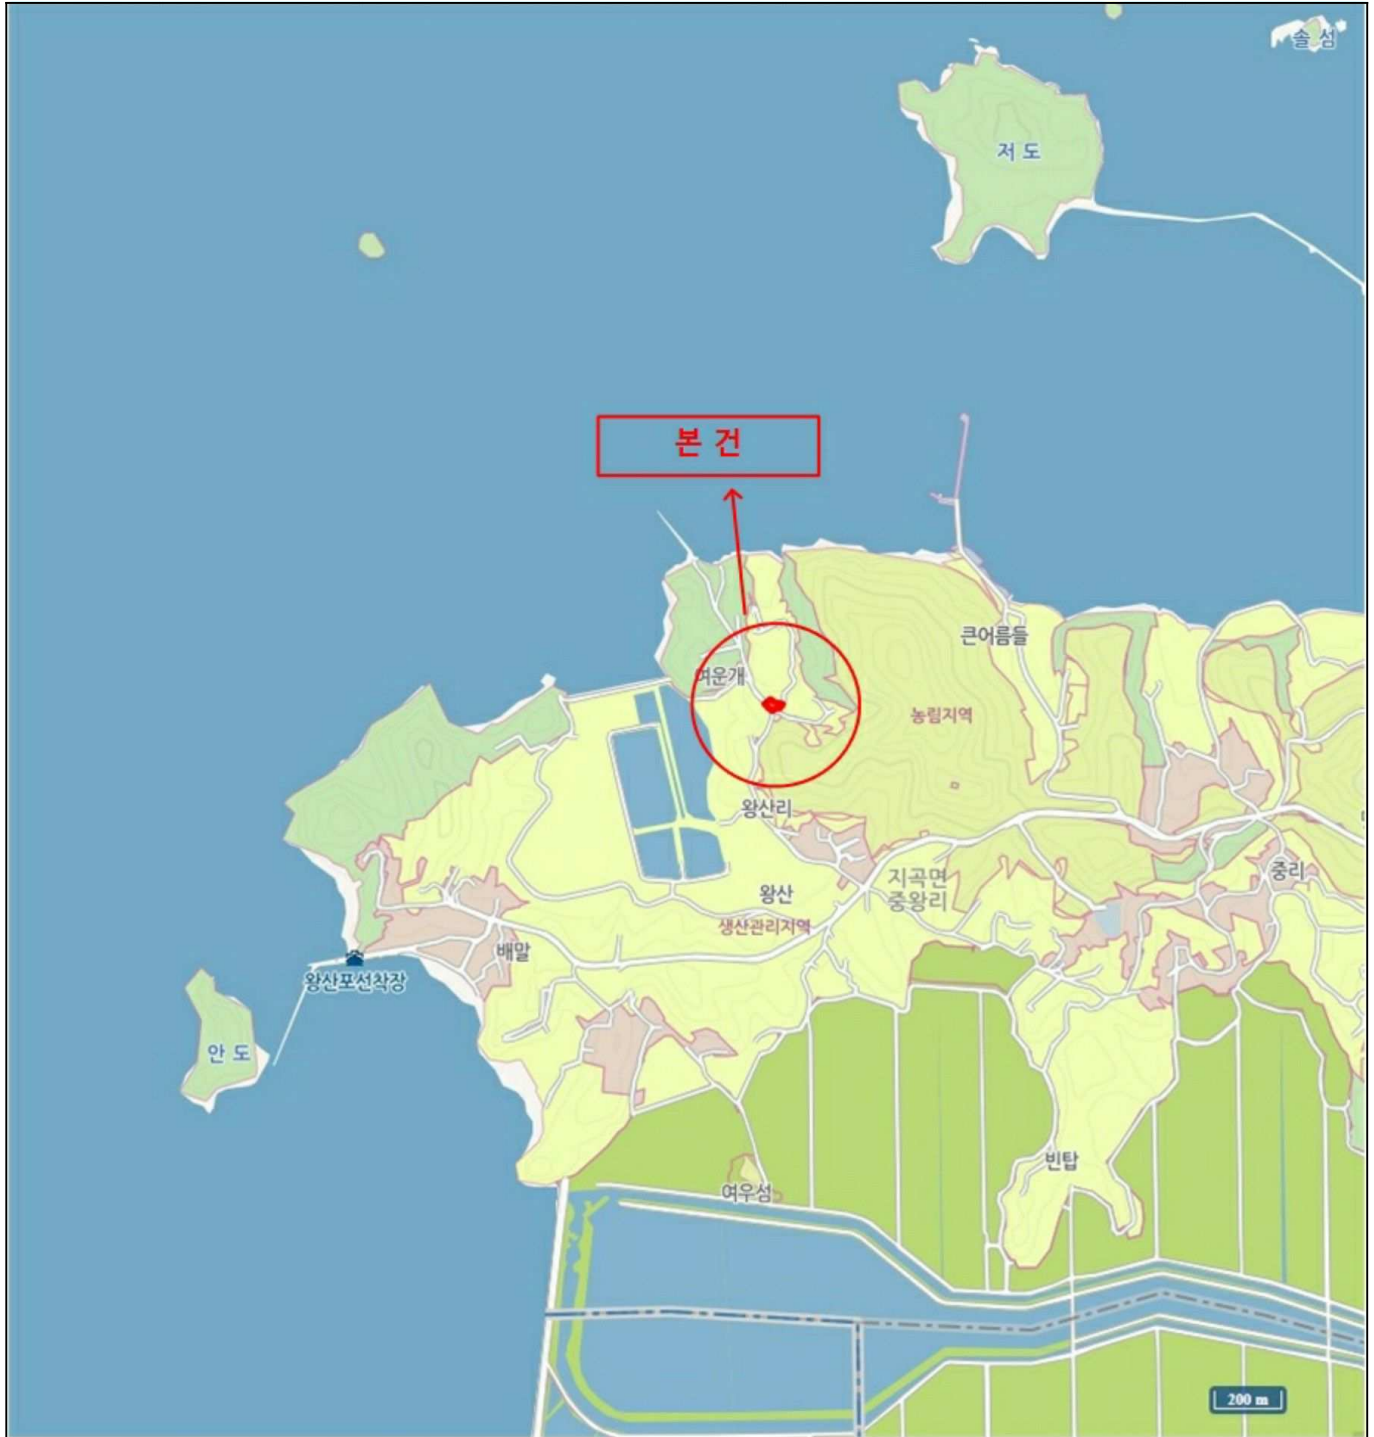 솔 섬
저 도
본 건
큰어름들
여운개
농림지역
왕산리
지곡면
중왕리
중리
왕산
생산관리지역
배말
왕산포선착장
안 도
빈탑
여우섬
200 m